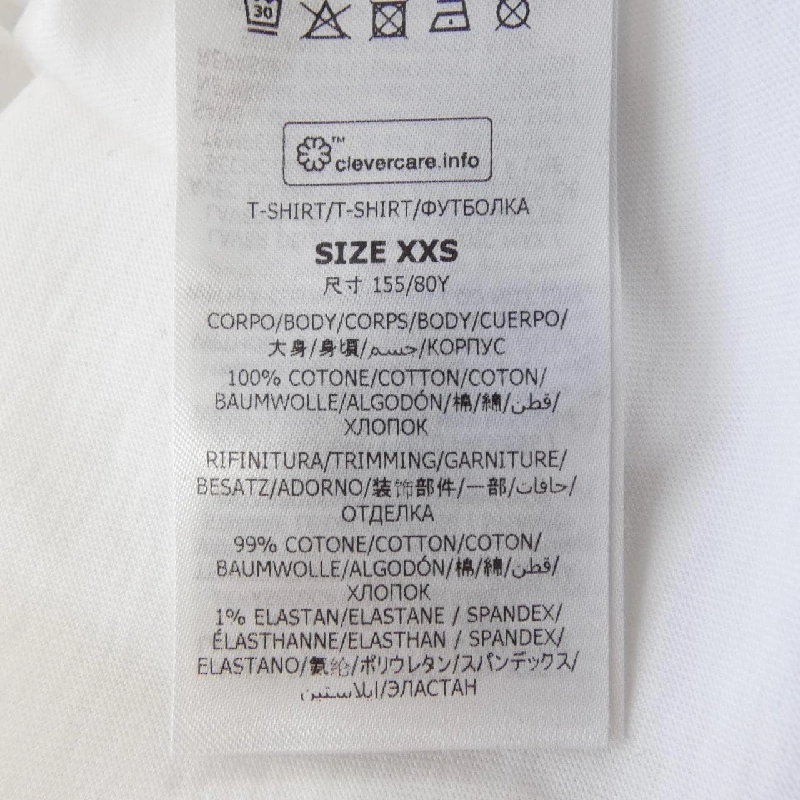 30
clevercare.info™
T-SHIRT/T-SHIRT/ФУТБОЛКА
SIZE XXS
尺寸 155/80Y
CORPO/BODY/CORPS/BODY/CUERPO/
大身/身頃/جسم/КОРПУС
100% COTONE/COTTON/COTON/
BAUMWOLLE/ALGODÓN/棉/綿/قطن/
ХЛОПОК
RIFINITURA/TRIMMING/GARNITURE/
BESATZ/ADORNO/装饰部件/一部/حافات/
ОТДЕЛКА
99% COTONE/COTTON/COTON/
BAUMWOLLE/ALGODÓN/棉/綿/قطن/
ХЛОПОК
1% ELASTAN/ELASTANE / SPANDEX/
ÉLASTHANNE/ELASTHAN / SPANDEX/
ELASTANO/氨纶/ポリウレタン/スパンデックス/
إيلاستين/ЭЛАСТАН